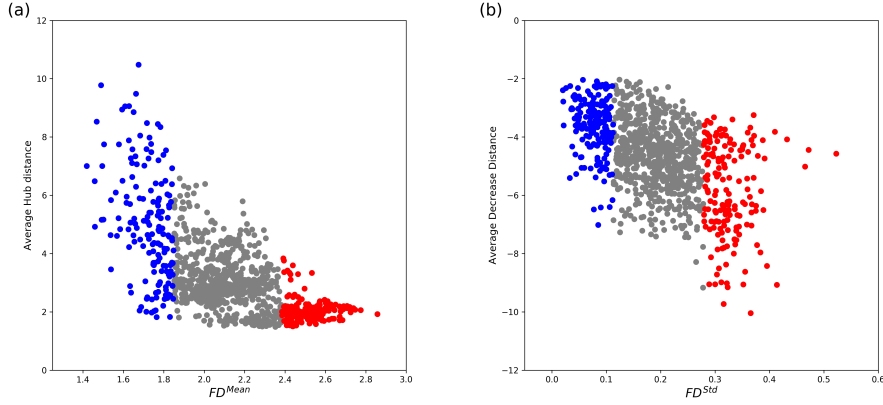 (a)
12
10
8
6
4
2
0
Average Hub distance
1.4 1.6 1.8 2.0 2.2 2.4 2.6 2.8 3.0
FD^Mean
(b)
0
−2
−4
−6
−8
−10
−12
Average Decrease Distance
0.0 0.1 0.2 0.3 0.4 0.5 0.6
FD^Std